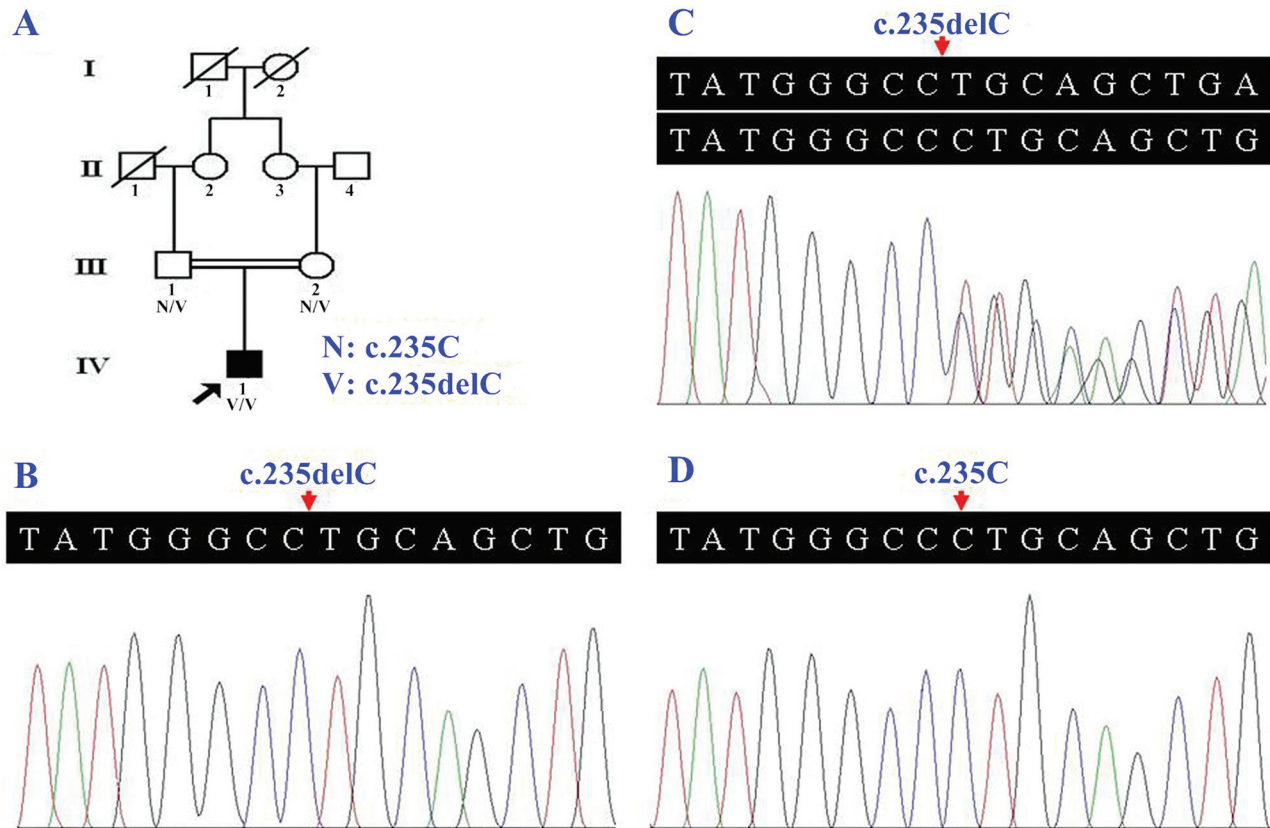 A
I
1
2
II
1
2
3
4
III
1
N/V
2
N/V
IV
1
V/V
N: c.235C
V: c.235delC
B
c.235delC
T A T G G G C C T G C A G C T G
C
c.235delC
T A T G G G C C T G C A G C T G A
T A T G G G C C C T G C A G C T G
D
c.235C
T A T G G G C C C T G C A G C T G